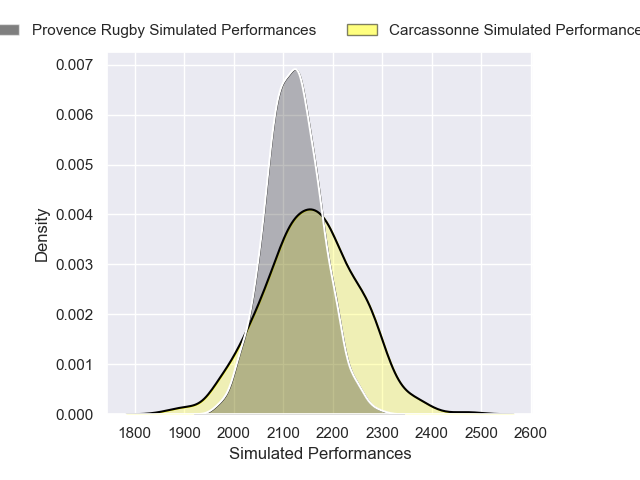 Provence Rugby Simulated Performances
Carcassonne Simulated Performance
0.007
0.006
0.005
0.004
0.003
0.002
0.001
0.000
Density
1800 1900 2000 2100 2200 2300 2400 2500 2600
Simulated Performances